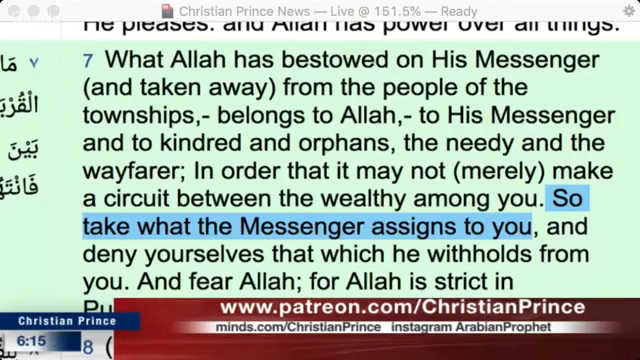 Christian Prince News — Live @ 151.5% — Ready
He pleases: and Allah has power over all things.
7 What Allah has bestowed on His Messenger
(and taken away) from the people of the
townships,- belongs to Allah,- to His Messenger
and to kindred and orphans, the needy and the
wayfarer; In order that it may not (merely) make
a circuit between the wealthy among you. So
take what the Messenger assigns to you, and
deny yourselves that which he withholds from
you. And fear Allah; for Allah is strict in
Pu
8 (
٧
بَيْنَ
Christian Prince
6:15
www.patreon.com/ChristianPrince
minds.com/ChristianPrince instagram ArabianProphet